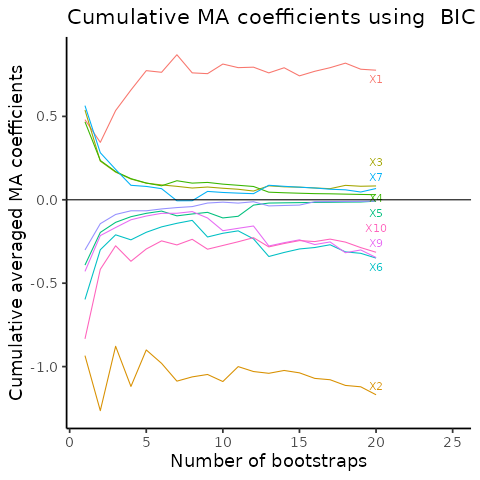 Cumulative MA coefficients using  BIC
Cumulative averaged MA coefficients
0.5
0.0
-0.5
-1.0
X1
X3
X7
X4
X5
X10
X9
X6
X2
0
5
10
15
20
25
Number of bootstraps